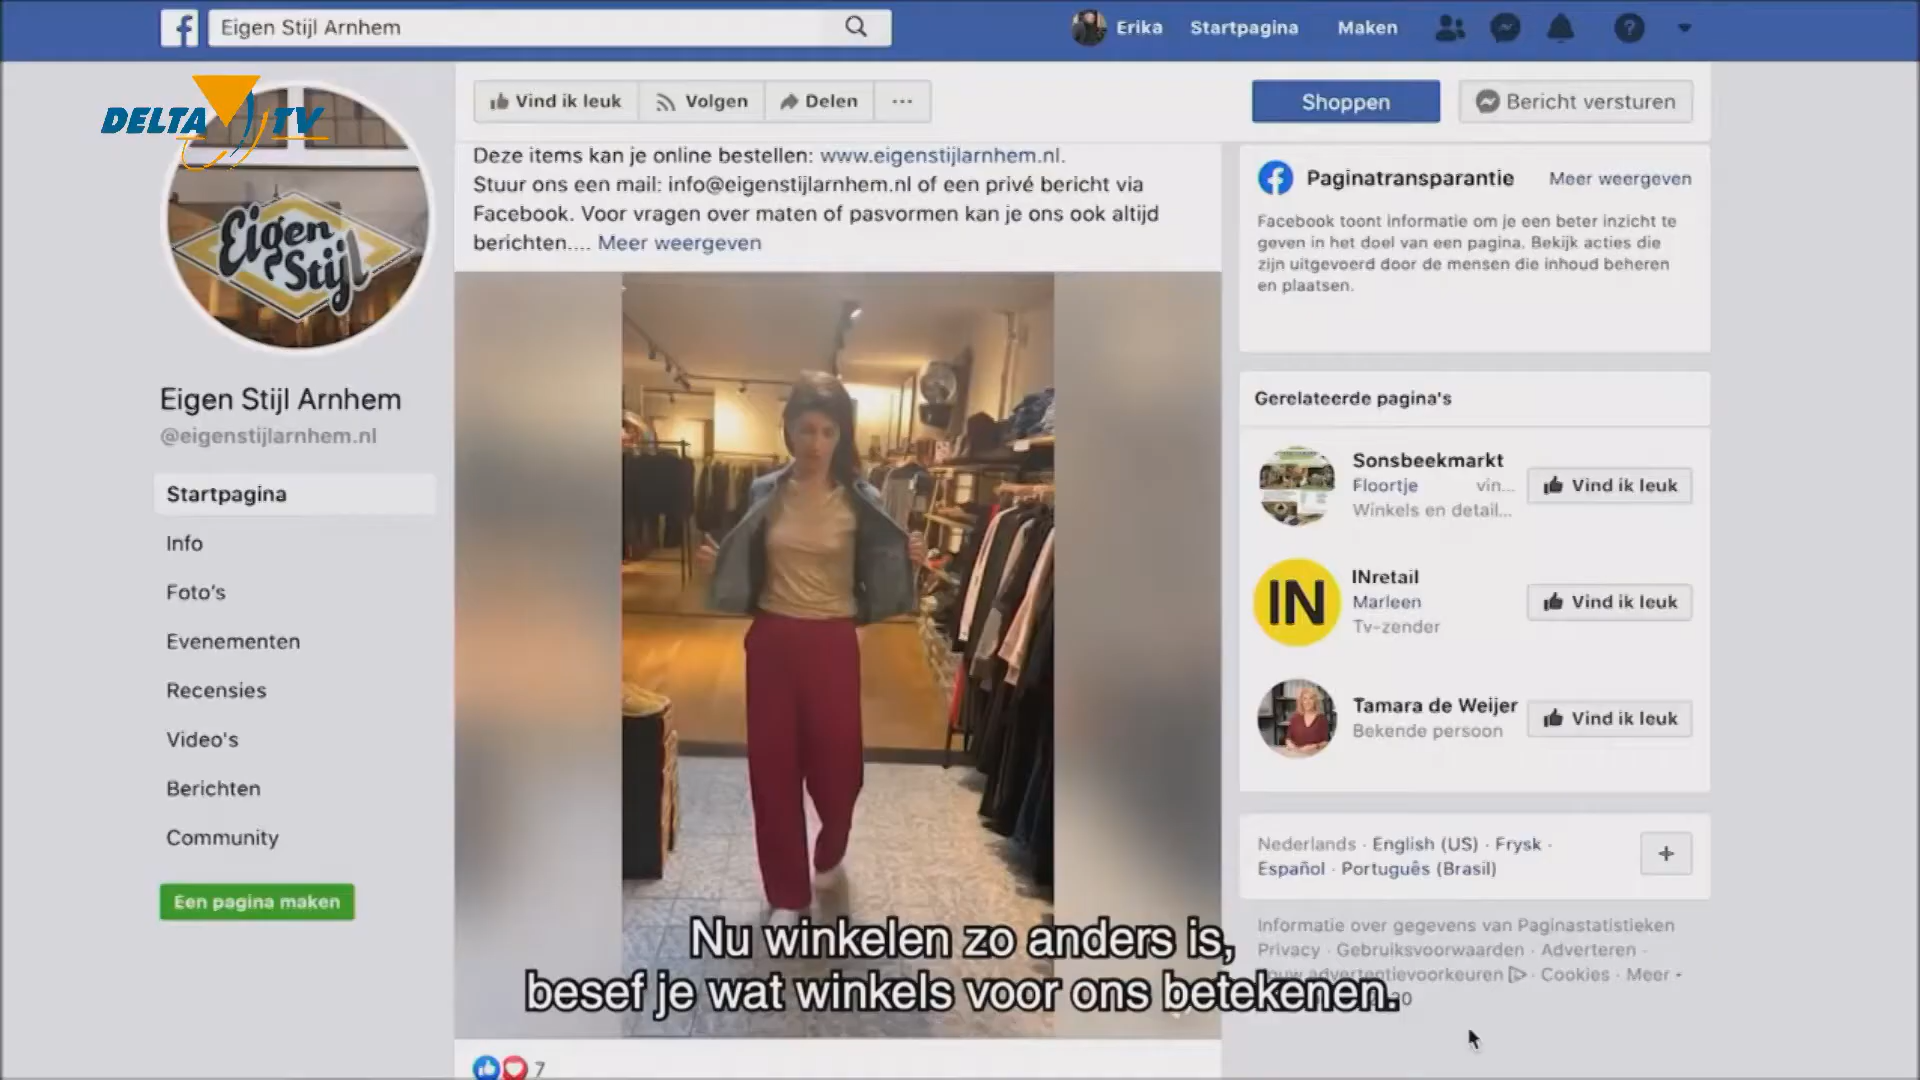 Eigen Stijl Arnhem
Erika
Startpagina
Maken
DELTA TV
Eigen Stijl
Eigen Stijl Arnhem
@eigenstijlarnhem.nl
Startpagina
Info
Foto's
Evenementen
Recensies
Video's
Berichten
Community
Een pagina maken
Vind ik leuk
Volgen
Delen
Shoppen
Bericht versturen
Deze items kan je online bestellen: www.eigenstijlarnhem.nl.
Stuur ons een mail: info@eigenstijlarnhem.nl of een privé bericht via
Facebook. Voor vragen over maten of pasvormen kan je ons ook altijd
berichten.... Meer weergeven
7
Paginatransparantie Meer weergeven
Facebook toont informatie om je een beter inzicht te
geven in het doel van een pagina. Bekijk acties die
zijn uitgevoerd door de mensen die inhoud beheren
en plaatsen.
Gerelateerde pagina's
Sonsbeekmarkt
Floortje vin...
Winkels en detail...
Vind ik leuk
IN
INretail
Marleen
Tv-zender
Vind ik leuk
Tamara de Weijer
Bekende persoon
Vind ik leuk
Nederlands · English (US) · Frysk ·
Español · Português (Brasil)
Informatie over gegevens van Paginastatistieken
Privacy · Gebruiksvoorwaarden · Adverteren ·
advertentievoorkeuren · Cookies · Meer
Nu winkelen zo anders is,
besef je wat winkels voor ons betekenen.